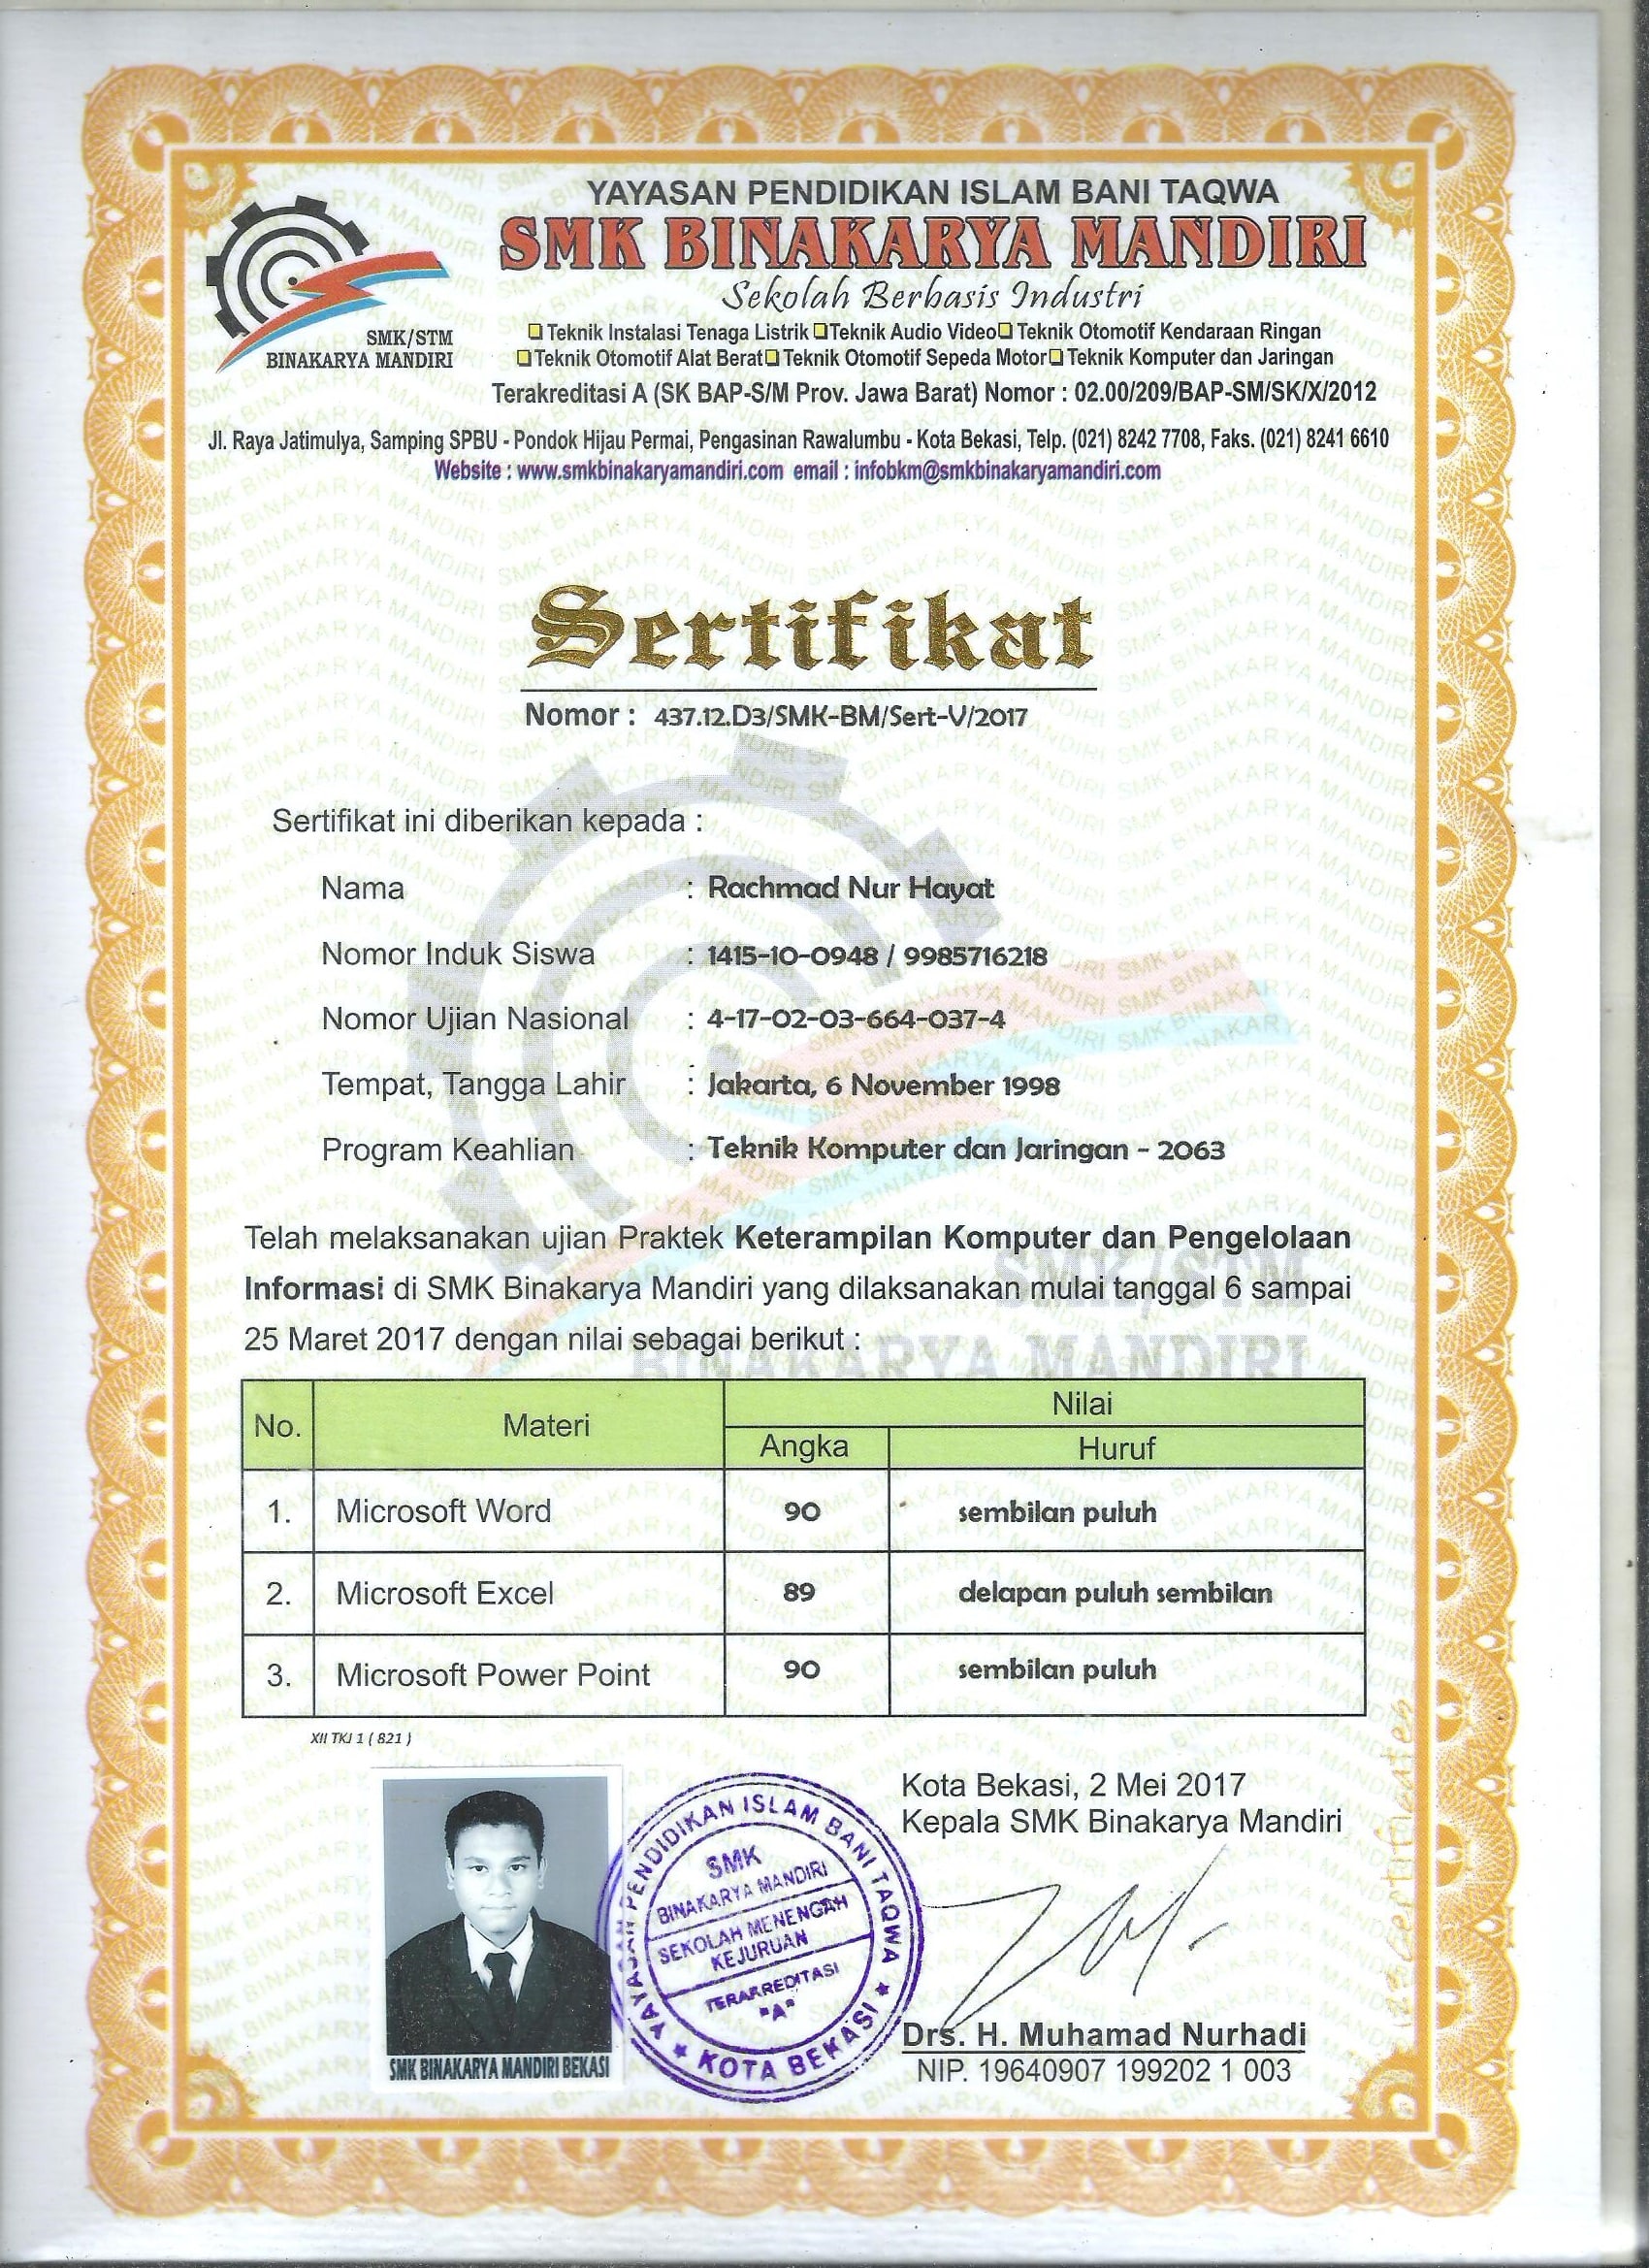 YAYASAN PENDIDIKAN ISLAM BANI TAQWA
SMK BINAKARYA MANDIRI
Sekolah Berbasis Industri
SMK/STM
BINAKARYA MANDIRI
Teknik Instalasi Tenaga Listrik Teknik Audio Video Teknik Otomotif Kendaraan Ringan
Teknik Otomotif Alat Berat Teknik Otomotif Sepeda Motor Teknik Komputer dan Jaringan
Terakreditasi A (SK BAP-S/M Prov. Jawa Barat) Nomor : 02.00/209/BAP-SM/SK/X/2012
Jl. Raya Jatimulya, Samping SPBU - Pondok Hijau Permai, Pengasinan Rawalumbu - Kota Bekasi, Telp. (021) 8242 7708, Faks. (021) 8241 6610
Website : www.smkbinakaryamandiri.com email : infobkm@smkbinakaryamandiri.com
Sertifikat
Nomor : 437.12.D3/SMK-BM/Sert-V/2017
Sertifikat ini diberikan kepada :
Nama : Rachmad Nur Hayat
Nomor Induk Siswa : 1415-10-0948 / 9985716218
Nomor Ujian Nasional : 4-17-02-03-664-037-4
Tempat, Tangga Lahir : Jakarta, 6 November 1998
Program Keahlian : Teknik Komputer dan Jaringan - 2063
Telah melaksanakan ujian Praktek Keterampilan Komputer dan Pengelolaan
Informasi di SMK Binakarya Mandiri yang dilaksanakan mulai tanggal 6 sampai
25 Maret 2017 dengan nilai sebagai berikut :
SMK/STM
BINAKARYA MANDIRI
No. Materi Nilai
Angka Huruf
1. Microsoft Word 90 sembilan puluh
2. Microsoft Excel 89 delapan puluh sembilan
3. Microsoft Power Point 90 sembilan puluh
XII TKJ 1 ( 821 )
Kota Bekasi, 2 Mei 2017
Kepala SMK Binakarya Mandiri
YAYASAN PENDIDIKAN ISLAM BANI TAQWA
SMK
BINAKARYA MANDIRI
SEKOLAH MENENGAH
KEJURUAN
TERAKREDITASI
"A"
KOTA BEKASI
Drs. H. Muhamad Nurhadi
NIP. 19640907 199202 1 003
SMK BINAKARYA MANDIRI BEKASI